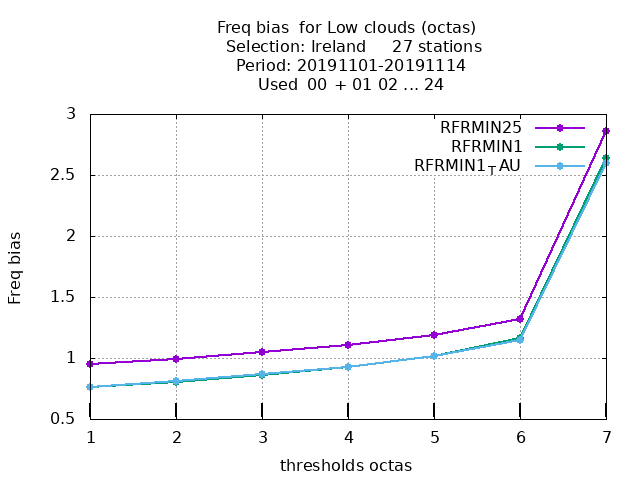 Freq bias  for Low clouds (octas)
Selection: Ireland     27 stations
Period: 20191101-20191114
Used  00 + 01 02 ... 24
RFRMIN25
RFRMIN1
RFRMIN1TAU
3
2.5
2
1.5
1
0.5
Freq bias
1 2 3 4 5 6 7
thresholds octas